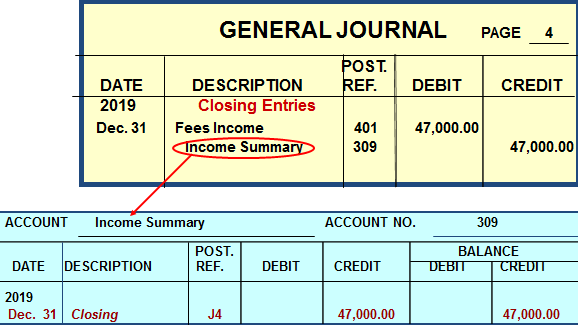 GENERAL JOURNAL PAGE 4
POST.
DATE DESCRIPTION REF. DEBIT CREDIT
2019 Closing Entries
Dec. 31 Fees Income 401 47,000.00
Income Summary 309 47,000.00
ACCOUNT Income Summary ACCOUNT NO. 309
POST. BALANCE
DATE DESCRIPTION REF. DEBIT CREDIT DEBIT CREDIT
2019
Dec. 31 Closing J4 47,000.00 47,000.00